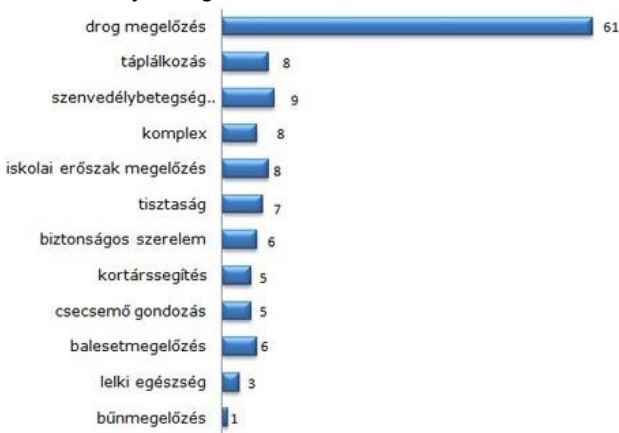 drog megelőzés 61
táplálkozás 8
szenvedélybetegség.. 9
komplex 8
iskolai erőszak megelőzés 8
tisztaság 7
biztonságos szerelem 6
kortárssegítés 5
csecsemő gondozás 5
balesetmegelőzés 6
lelki egészség 3
bűnmegelőzés 1